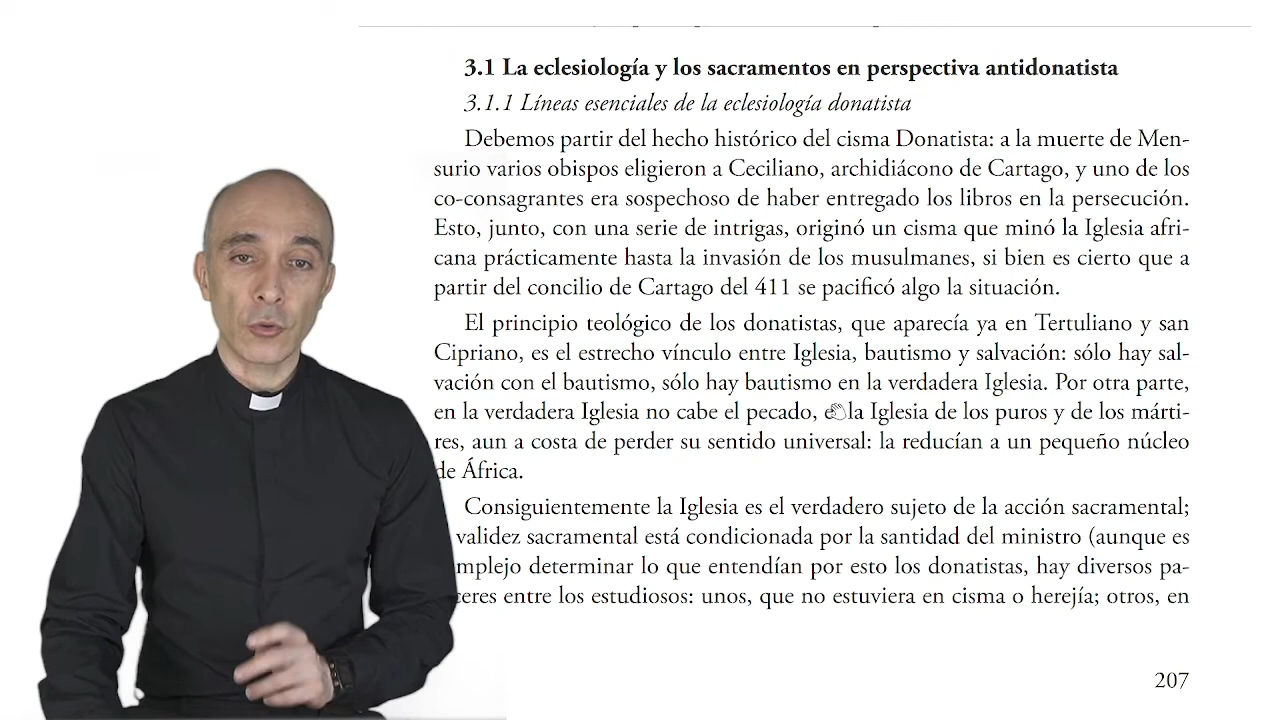 3.1 La eclesiología y los sacramentos en perspectiva antidonatista
3.1.1 Líneas esenciales de la eclesiología donatista
Debemos partir del hecho histórico del cisma Donatista: a la muerte de Men-
surio varios obispos eligieron a Ceciliano, archidiácono de Cartago, y uno de los
co-consagrantes era sospechoso de haber entregado los libros en la persecución.
Esto, junto, con una serie de intrigas, originó un cisma que minó la Iglesia afri-
cana prácticamente hasta la invasión de los musulmanes, si bien es cierto que a
partir del concilio de Cartago del 411 se pacificó algo la situación.
El principio teológico de los donatistas, que aparecía ya en Tertuliano y san
Cipriano, es el estrecho vínculo entre Iglesia, bautismo y salvación: sólo hay sal-
vación con el bautismo, sólo hay bautismo en la verdadera Iglesia. Por otra parte,
en la verdadera Iglesia no cabe el pecado, la Iglesia de los puros y de los márti-
res, aun a costa de perder su sentido universal: la reducían a un pequeño núcleo
de África.
Consiguientemente la Iglesia es el verdadero sujeto de la acción sacramental;
validez sacramental está condicionada por la santidad del ministro (aunque es
mplejo determinar lo que entendían por esto los donatistas, hay diversos pa-
ceres entre los estudiosos: unos, que no estuviera en cisma o herejía; otros, en
207